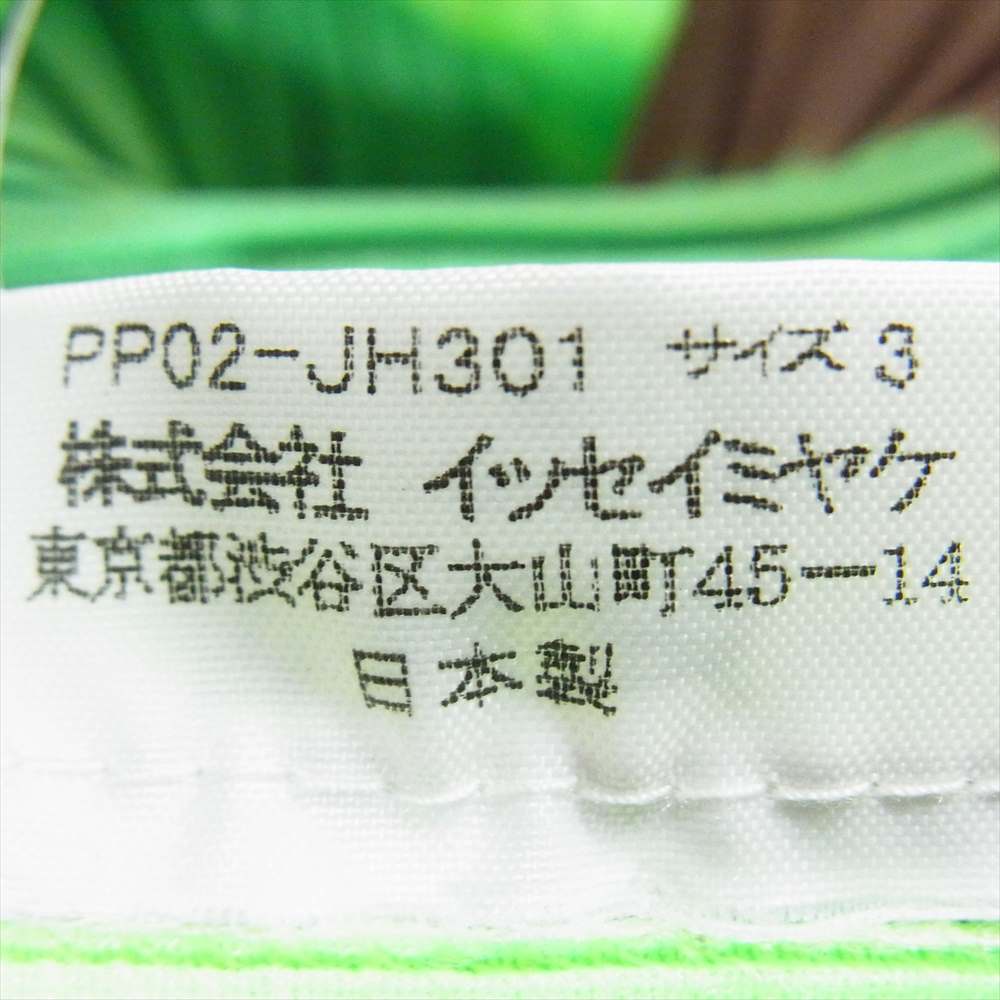 PP02-JH301 サイズ 3
株式会社 イッセイミヤケ
東京都渋谷区大山町45-14
日本製